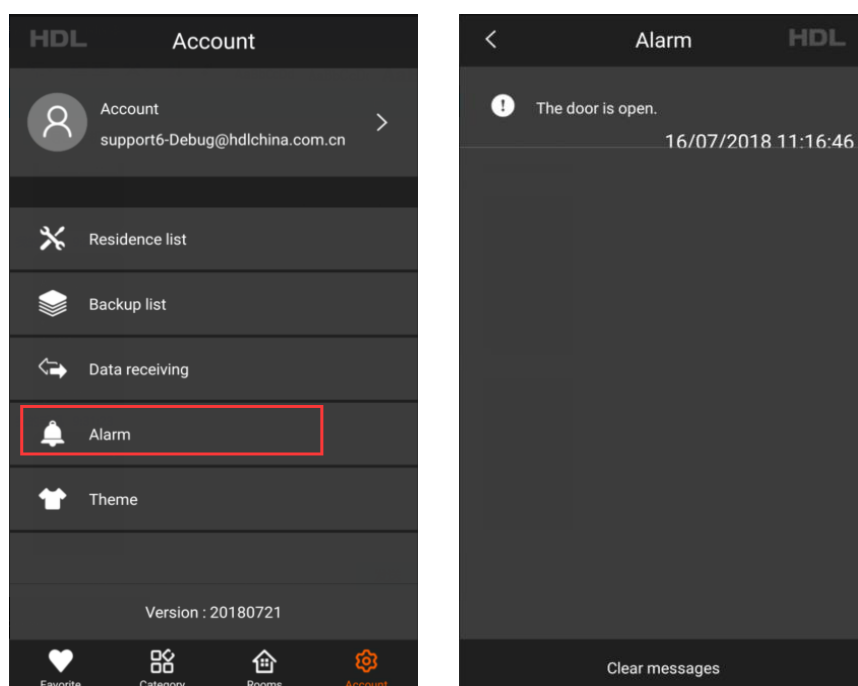 HDL
Account
Account
support6-Debug@hdlchina.com.cn
Residence list
Backup list
Data receiving
Alarm
Theme
Version : 20180721
Favorite
Category
Rooms
Account
Alarm
HDL
The door is open.
16/07/2018 11:16:46
Clear messages